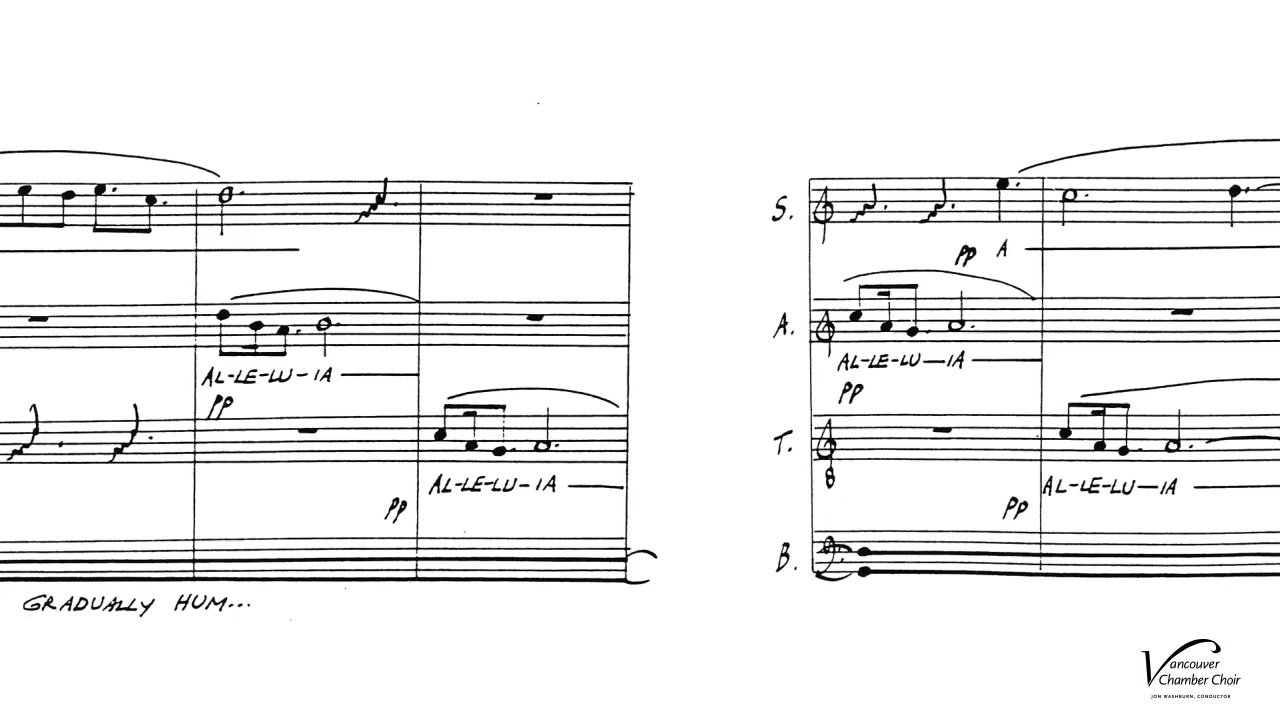 S.
pp A
A.
AL-LE-LU-IA
AL-LE-LU-IA
pp
pp
T.
8
AL-LE-LU-IA
AL-LE-LU-IA
pp
pp
B.
GRADUALLY HUM...
Vancouver
Chamber Choir
JON WASHBURN, CONDUCTOR